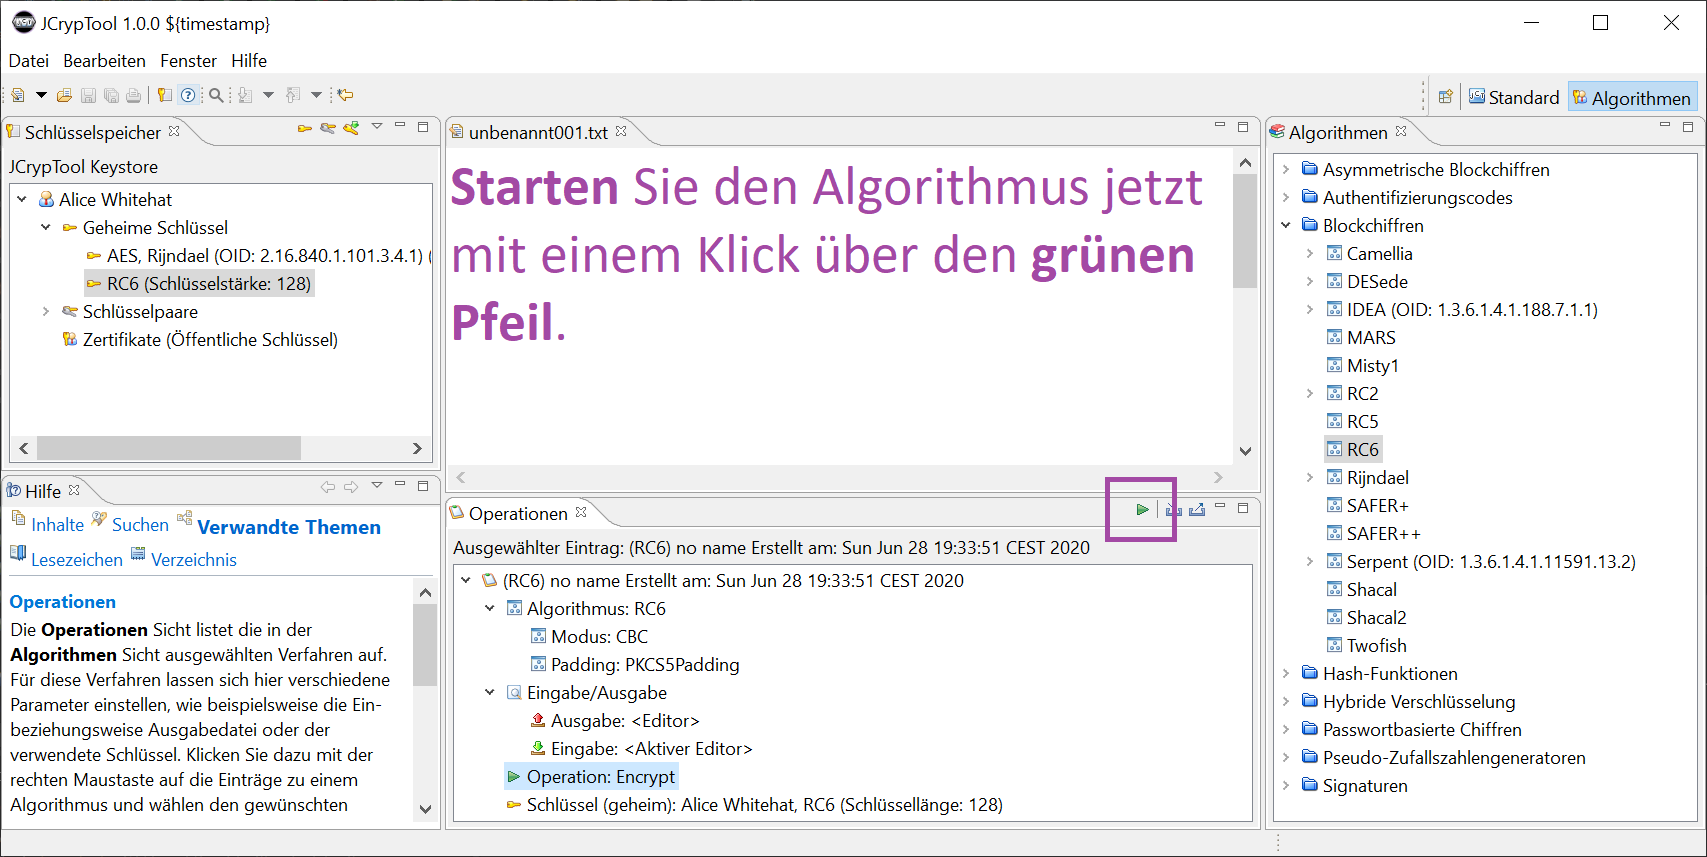 JCrypTool 1.0.0 ${timestamp}
Datei Bearbeiten Fenster Hilfe
Standard Algorithmen
Schlüsselspeicher
JCrypTool Keystore
Alice Whitehat
Geheime Schlüssel
AES, Rijndael (OID: 2.16.840.1.101.3.4.1) (
RC6 (Schlüsselstärke: 128)
Schlüsselpaare
Zertifikate (Öffentliche Schlüssel)
Hilfe
Inhalte Suchen Verwandte Themen
Lesezeichen Verzeichnis
Operationen
Die Operationen Sicht listet die in der
Algorithmen Sicht ausgewählten Verfahren auf.
Für diese Verfahren lassen sich hier verschiedene
Parameter einstellen, wie beispielsweise die Ein-
beziehungsweise Ausgabedatei oder der
verwendete Schlüssel. Klicken Sie dazu mit der
rechten Maustaste auf die Einträge zu einem
Algorithmus und wählen den gewünschten
unbenannt001.txt
Starten Sie den Algorithmus jetzt
mit einem Klick über den grünen
Pfeil.
Operationen
Ausgewählter Eintrag: (RC6) no name Erstellt am: Sun Jun 28 19:33:51 CEST 2020
(RC6) no name Erstellt am: Sun Jun 28 19:33:51 CEST 2020
Algorithmus: RC6
Modus: CBC
Padding: PKCS5Padding
Eingabe/Ausgabe
Ausgabe: <Editor>
Eingabe: <Aktiver Editor>
Operation: Encrypt
Schlüssel (geheim): Alice Whitehat, RC6 (Schlüssellänge: 128)
Algorithmen
Asymmetrische Blockchiffren
Authentifizierungscodes
Blockchiffren
Camellia
DESede
IDEA (OID: 1.3.6.1.4.1.188.7.1.1)
MARS
Misty1
RC2
RC5
RC6
Rijndael
SAFER+
SAFER++
Serpent (OID: 1.3.6.1.4.1.11591.13.2)
Shacal
Shacal2
Twofish
Hash-Funktionen
Hybride Verschlüsselung
Passwortbasierte Chiffren
Pseudo-Zufallszahlengeneratoren
Signaturen